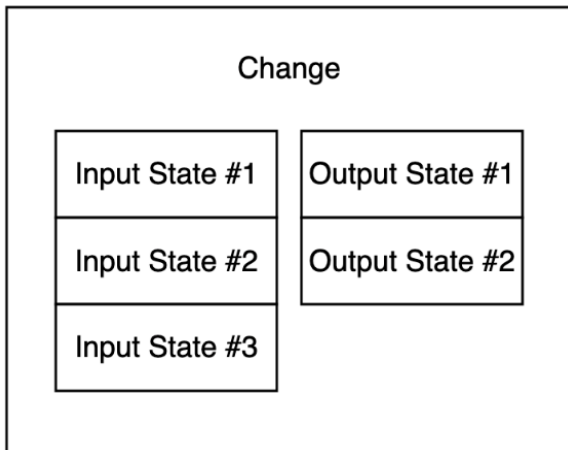 Change
Input State #1
Output State #1
Input State #2
Output State #2
Input State #3